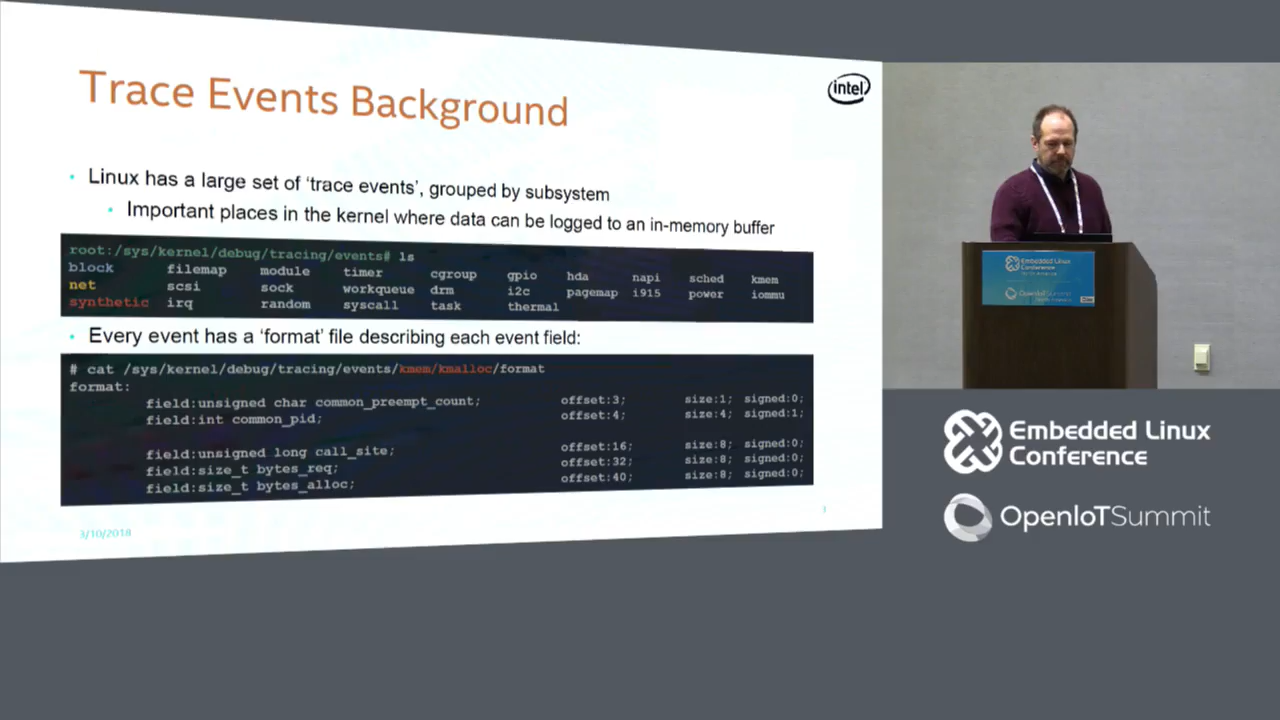 Trace Events Background
intel
• Linux has a large set of ‘trace events’, grouped by subsystem
• Important places in the kernel where data can be logged to an in-memory buffer
root:/sys/kernel/debug/tracing/events# ls
block filemap module timer cgroup gpio hda napi sched kmem
net scsi sock workqueue drm i2c pagemap i915 power iommu
synthetic irq random syscall task thermal
• Every event has a ‘format’ file describing each event field:
# cat /sys/kernel/debug/tracing/events/kmem/kmalloc/format
format:
field:unsigned char common_preempt_count; offset:3; size:1; signed:0;
field:int common_pid; offset:4; size:4; signed:1;
field:unsigned long call_site; offset:16; size:8; signed:0;
field:size_t bytes_req; offset:32; size:8; signed:0;
field:size_t bytes_alloc; offset:40; size:8; signed:0;
3/10/2018
Embedded Linux
Conference
OpenIoTSummit
Embedded Linux
Conference
OpenIoTSummit